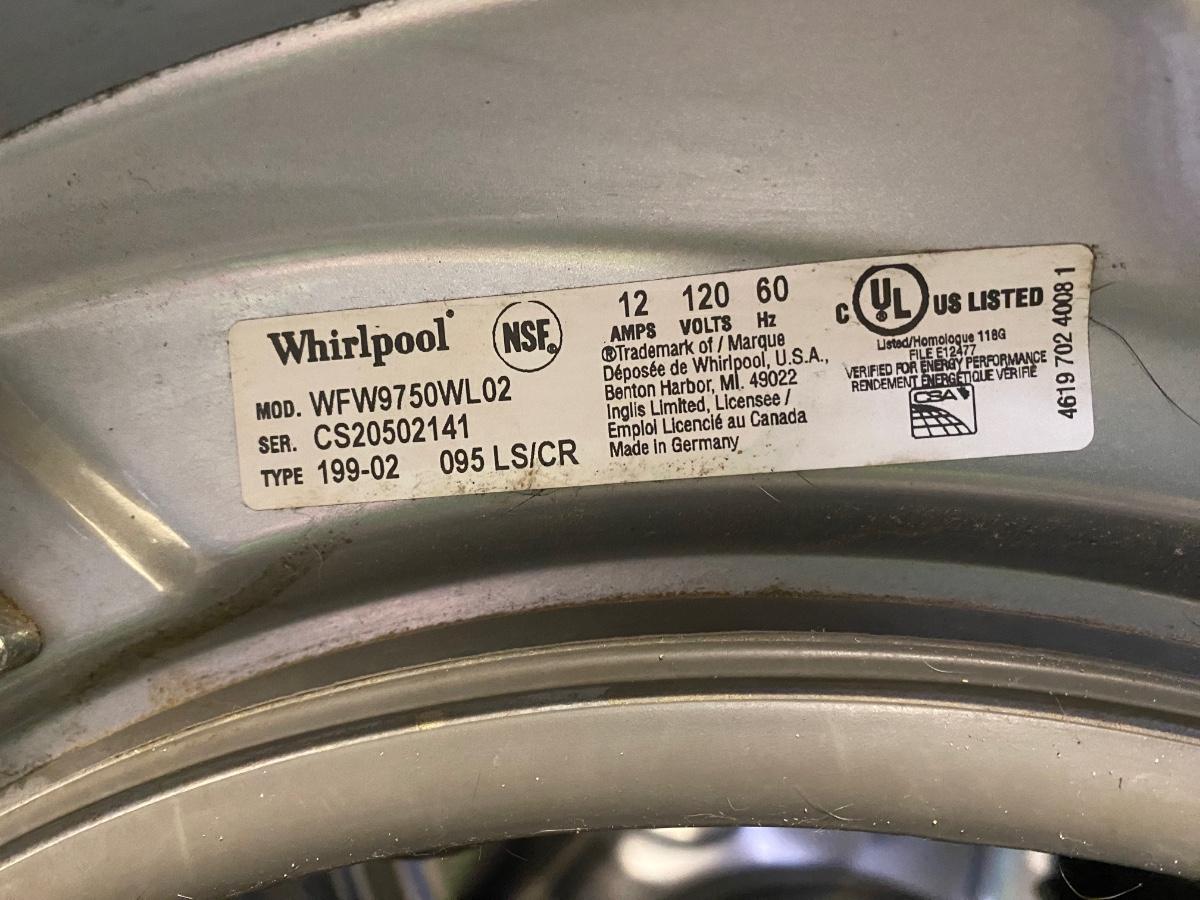 Whirlpool®
NSF®
MOD. WFW9750WL02
SER. CS20502141
TYPE 199-02 095 LS/CR
12 120 60
AMPS VOLTS Hz
®Trademark of / Marque
Déposée de Whirlpool, U.S.A.,
Benton Harbor, MI. 49022
Inglis Limited, Licensee /
Emploi Licencié au Canada
Made in Germany
C UL® US LISTED
Listed/Homologue 118G
FILE E12477
VERIFIED FOR ENERGY PERFORMANCE
RENDEMENT ÉNERGÉTIQUE VÉRIFIÉ
CSA
4619 702 4008 1